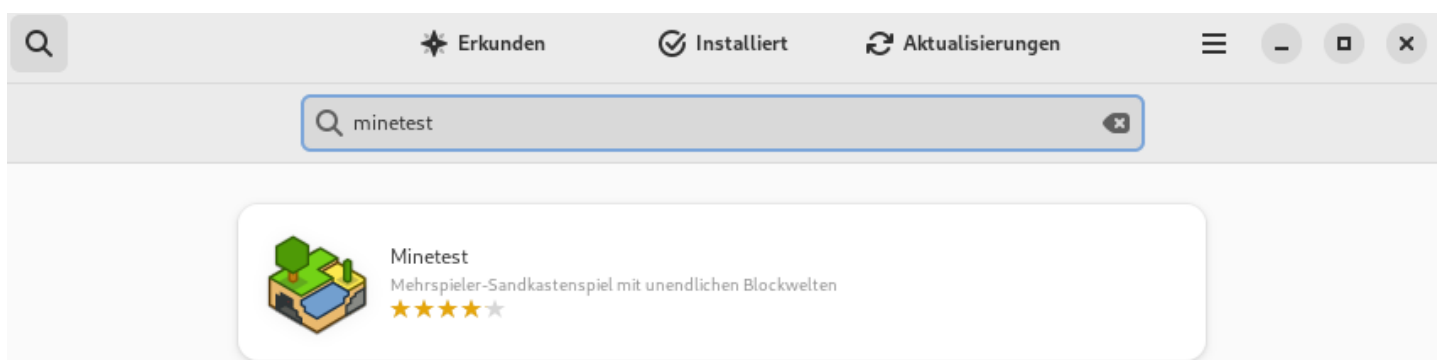 Erkunden Installiert Aktualisierungen
minetest
Minetest
Mehrspieler-Sandkastenspiel mit unendlichen Blockwelten